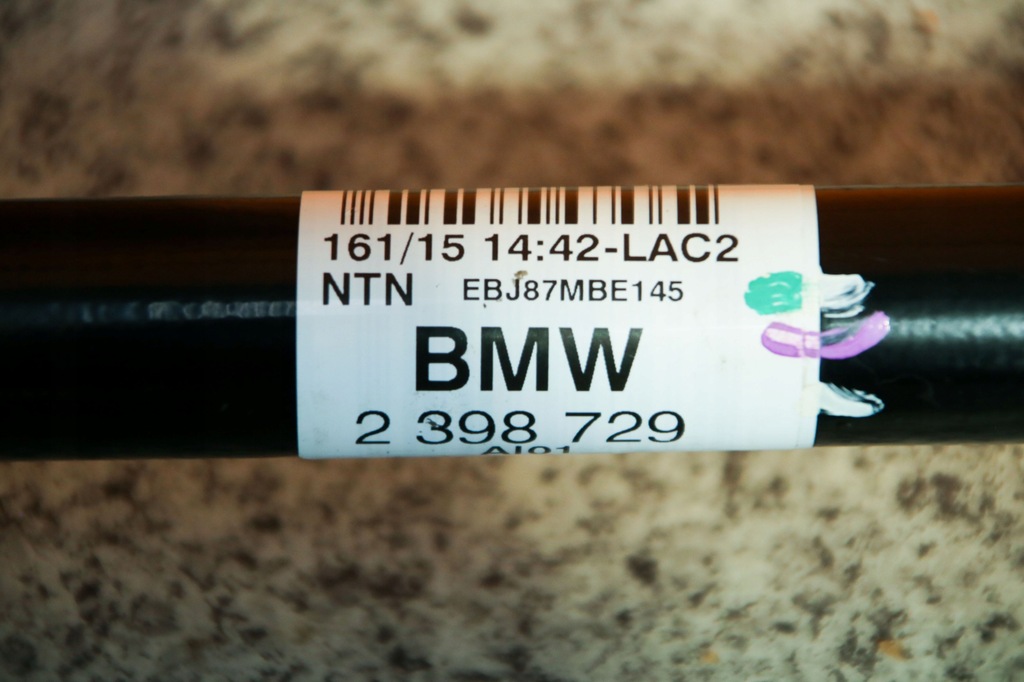 161/15 14:42-LAC2
NTN EBJ87MBE145
BMW
2 398 729